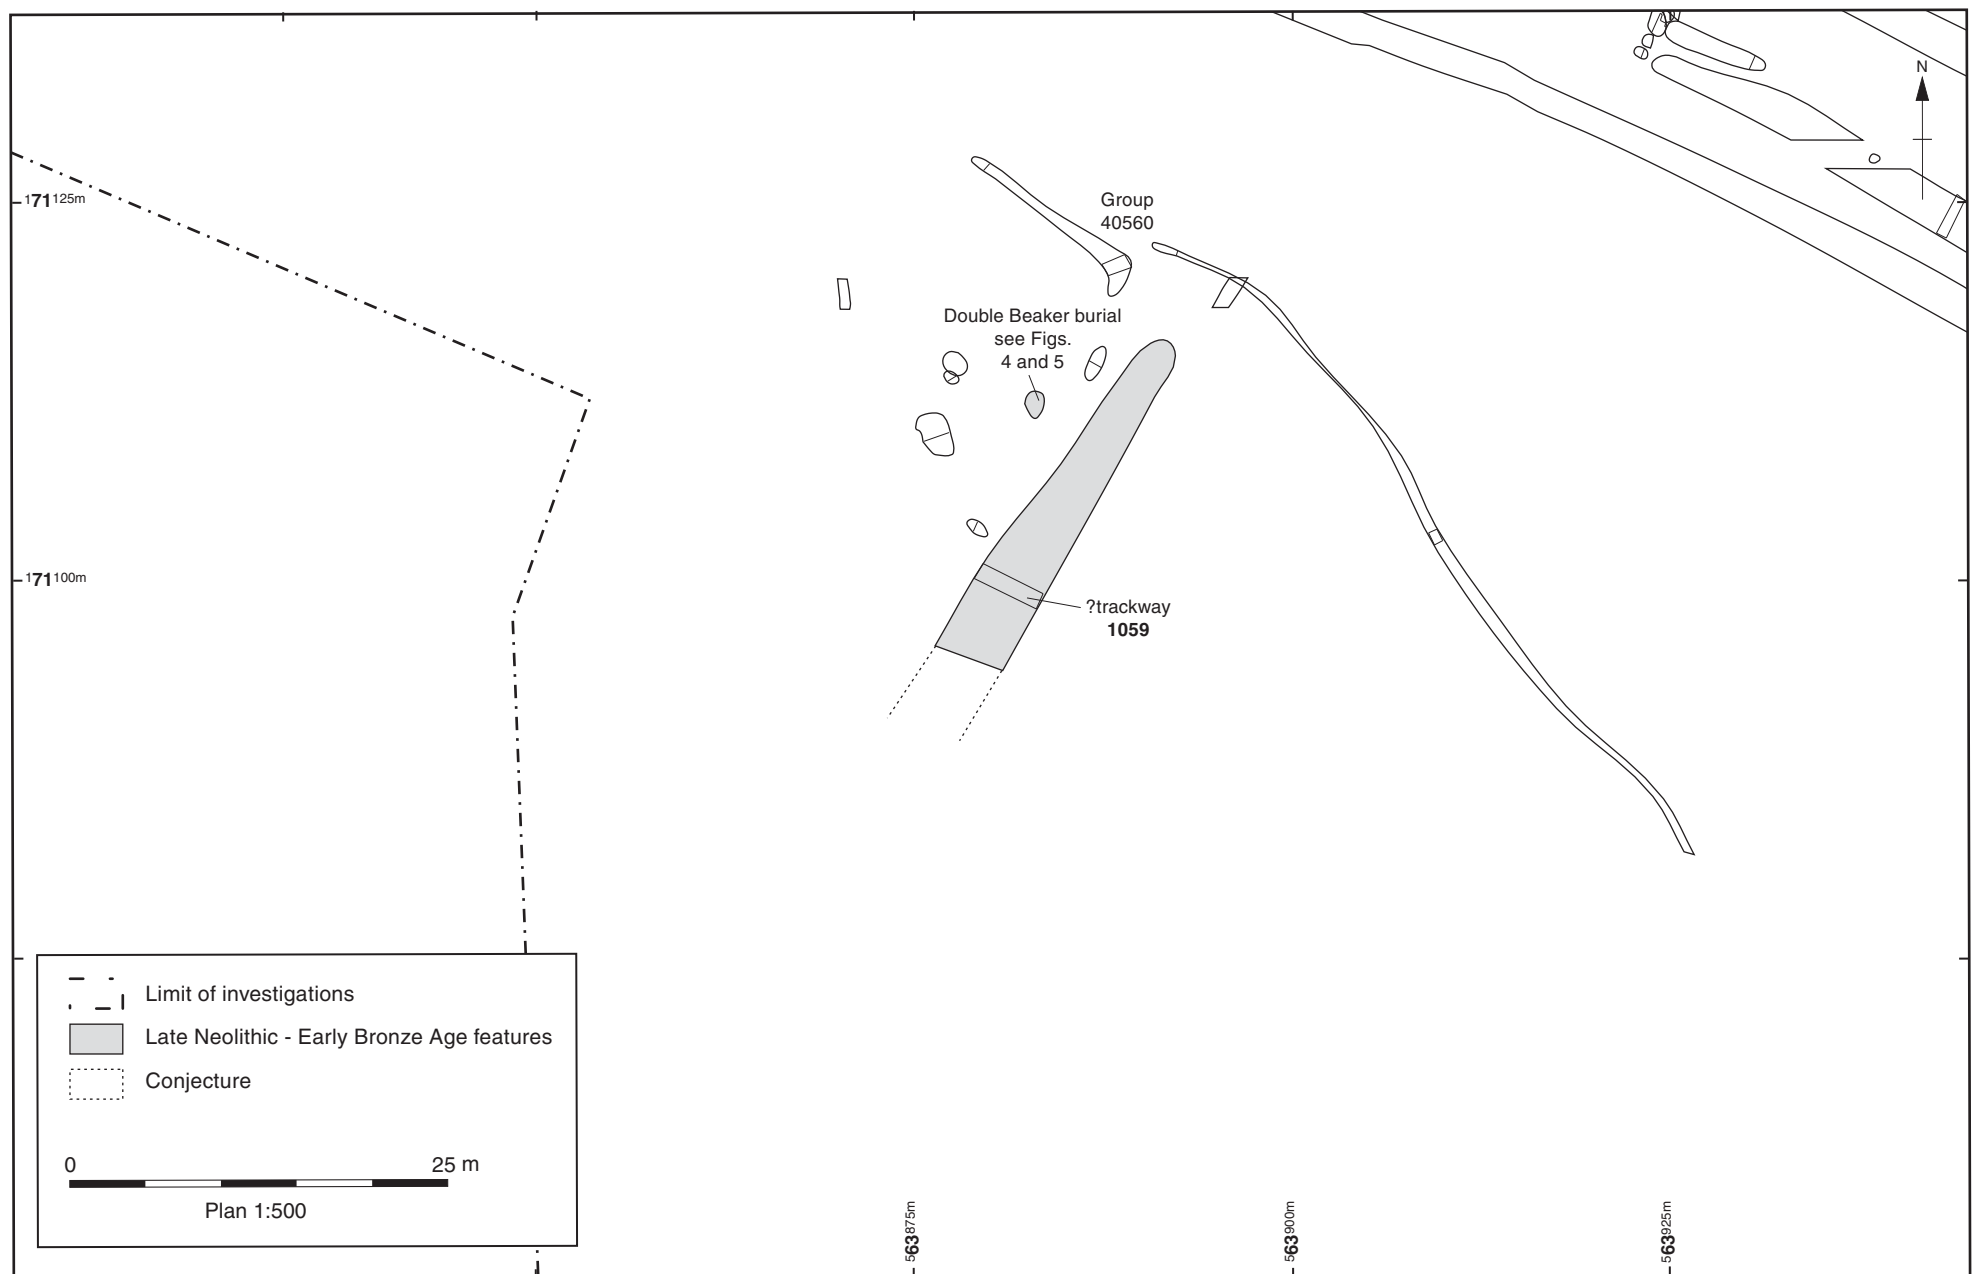 N
171125m
Group
40560
Double Beaker burial
see Figs.
4 and 5
171100m
?trackway
1059
Limit of investigations
Late Neolithic - Early Bronze Age features
Conjecture
0 25 m
Plan 1:500
563875m
563900m
563925m